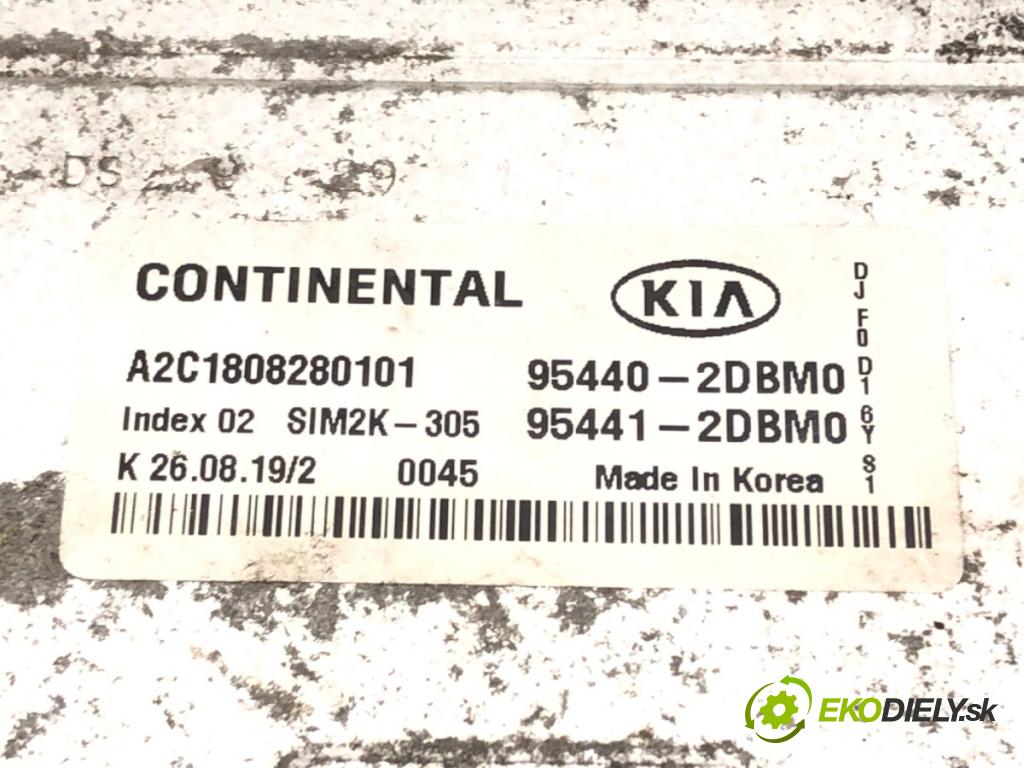 DS
CONTINENTAL
KIA
A2C1808280101
95440-2DBM0
Index 02 SIM2K-305
95441-2DBM0
K 26.08.19/2 0045 Made In Korea
DJ F0 D1 6Y S1
EKODIELY.sk